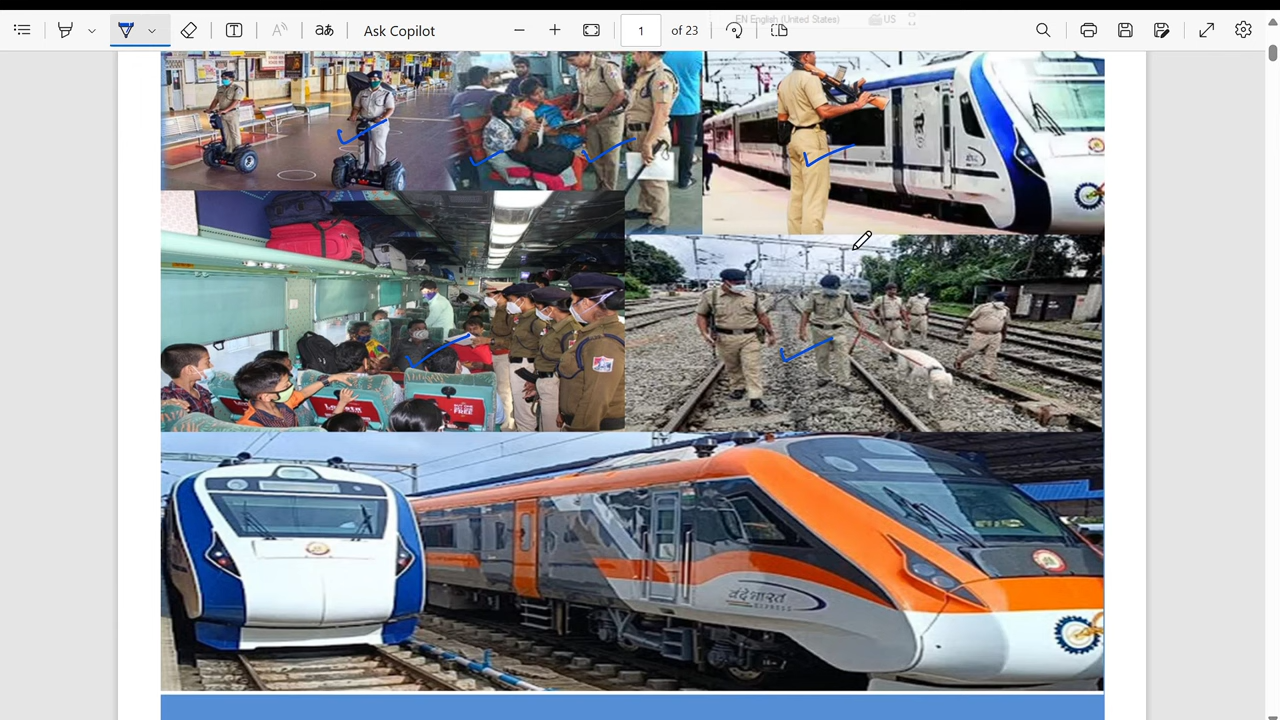 EN English (United States) US
Ask Copilot
1 of 23
वंदे भारत
EXPRESS